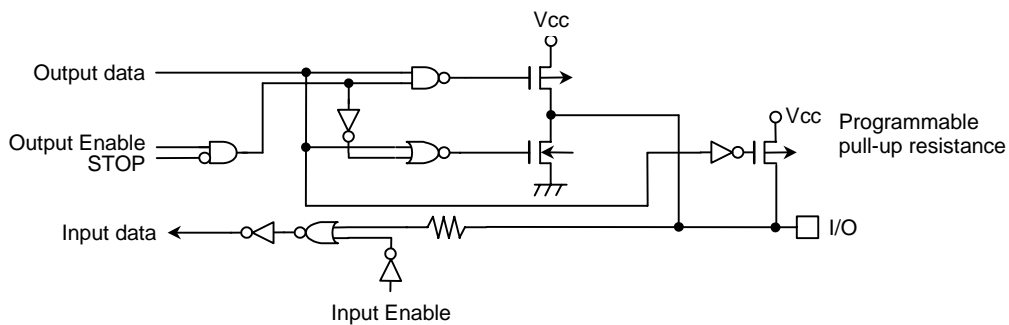 Vcc
Output data
Output Enable
STOP
Vcc
Programmable
pull-up resistance
Input data
I/O
Input Enable